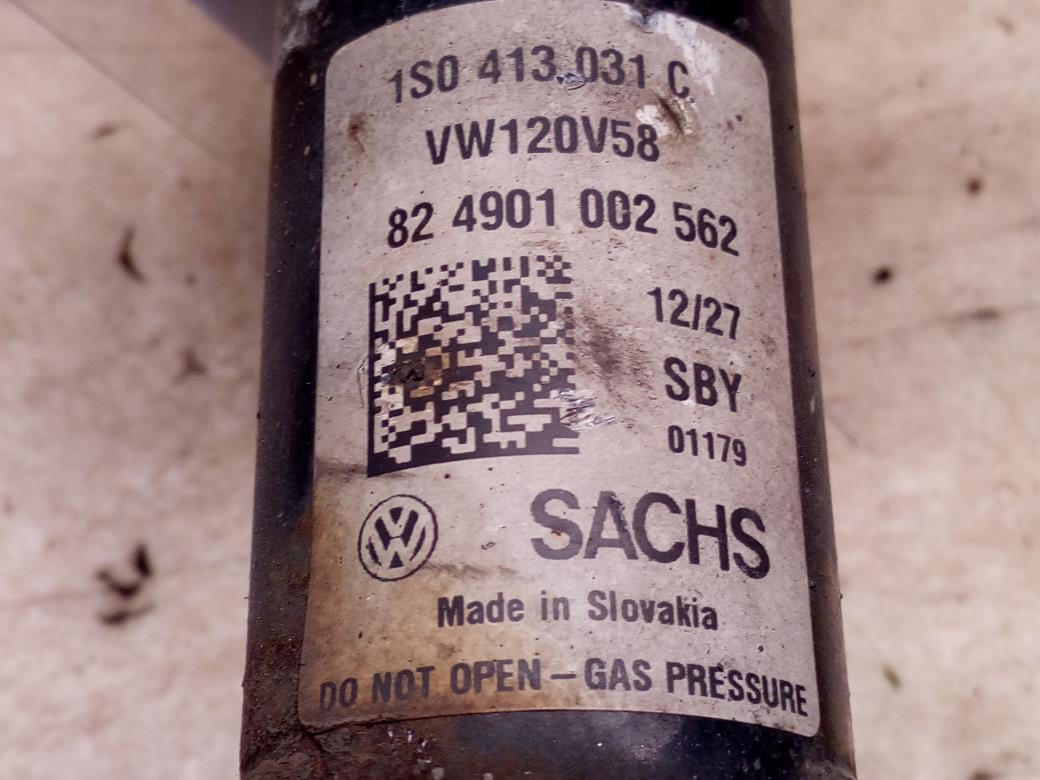 1S0 413 031 C
VW120V58
82 4901 002 562
12/27
SBY
01179
VW
SACHS
Made in Slovakia
DO NOT OPEN – GAS PRESSURE